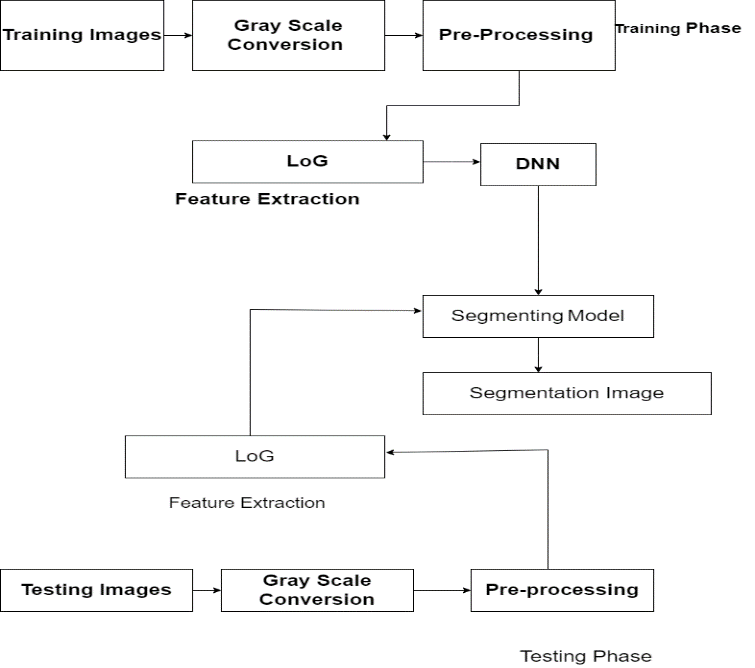 Training Images
Gray Scale
Conversion
Pre-Processing
Training Phase
LoG
DNN
Feature Extraction
Segmenting Model
Segmentation Image
LoG
Feature Extraction
Testing Images
Gray Scale
Conversion
Pre-processing
Testing Phase